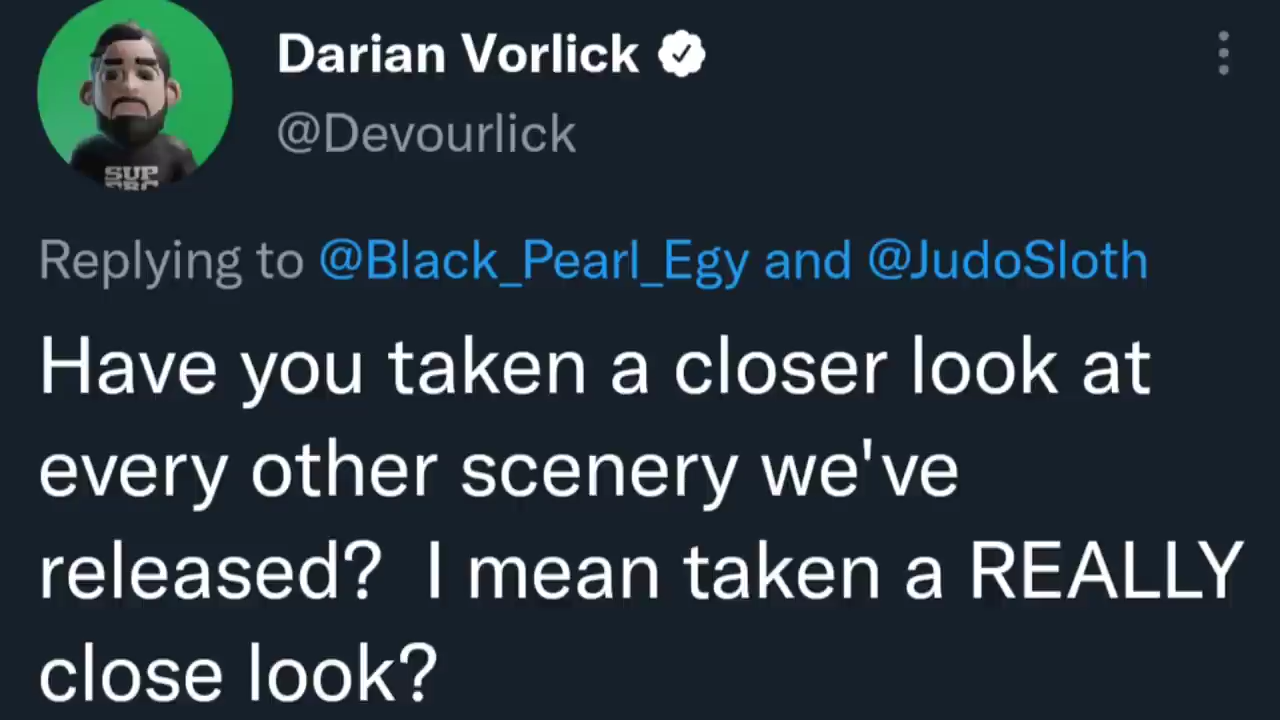 Darian Vorlick
@Devourlick
SUP
Replying to @Black_Pearl_Egy and @JudoSloth
Have you taken a closer look at
every other scenery we've
released?  I mean taken a REALLY
close look?